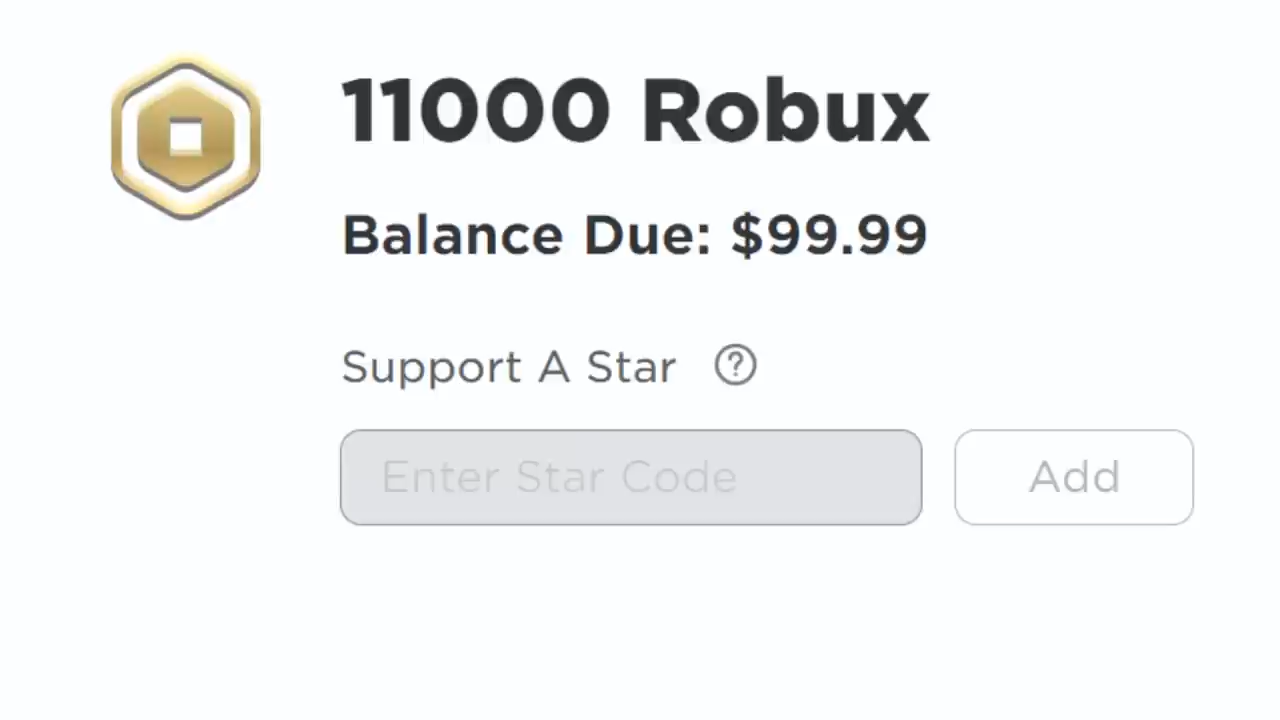 11000 Robux
Balance Due: $99.99
Support A Star ?
Enter Star Code
Add